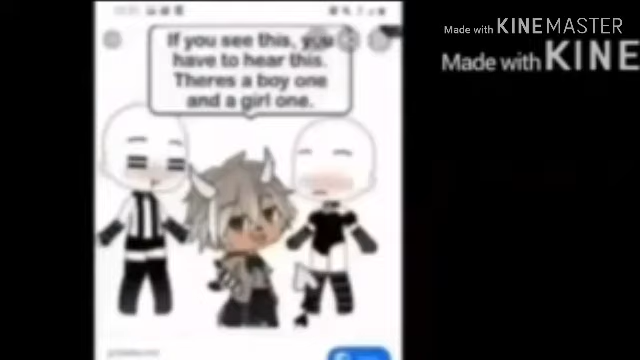 If you see this, you
have to hear this.
Theres a boy one
and a girl one.
Made with KINEMASTER
Made with KINE